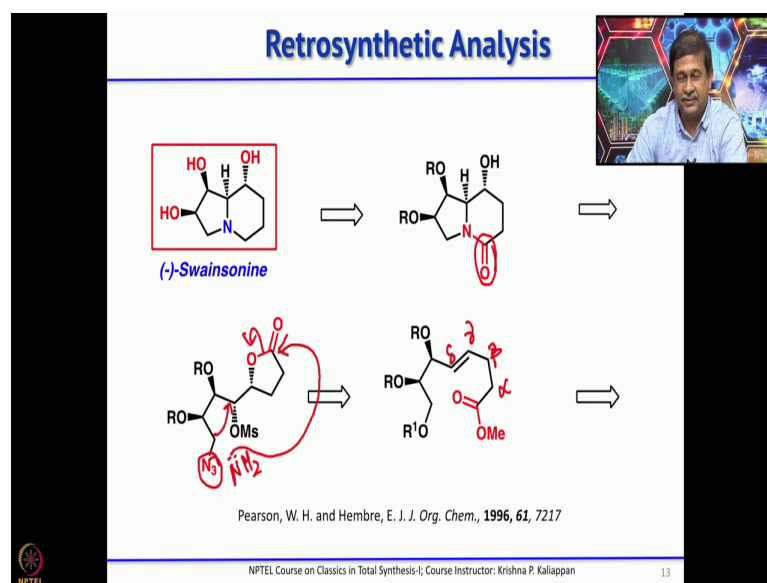 Retrosynthetic Analysis
HO
HO
H
OH
N
(-)-Swainsonine
RO
RO
H
OH
N
O
RO
RO
O
O
OMs
N3
NH2
RO
RO
R¹O
O
OMe
δ
γ
β
α
Pearson, W. H. and Hembre, E. J. J. Org. Chem., 1996, 61, 7217
NPTEL Course on Classics in Total Synthesis-I; Course Instructor: Krishna P. Kaliappan
13
NPTEL